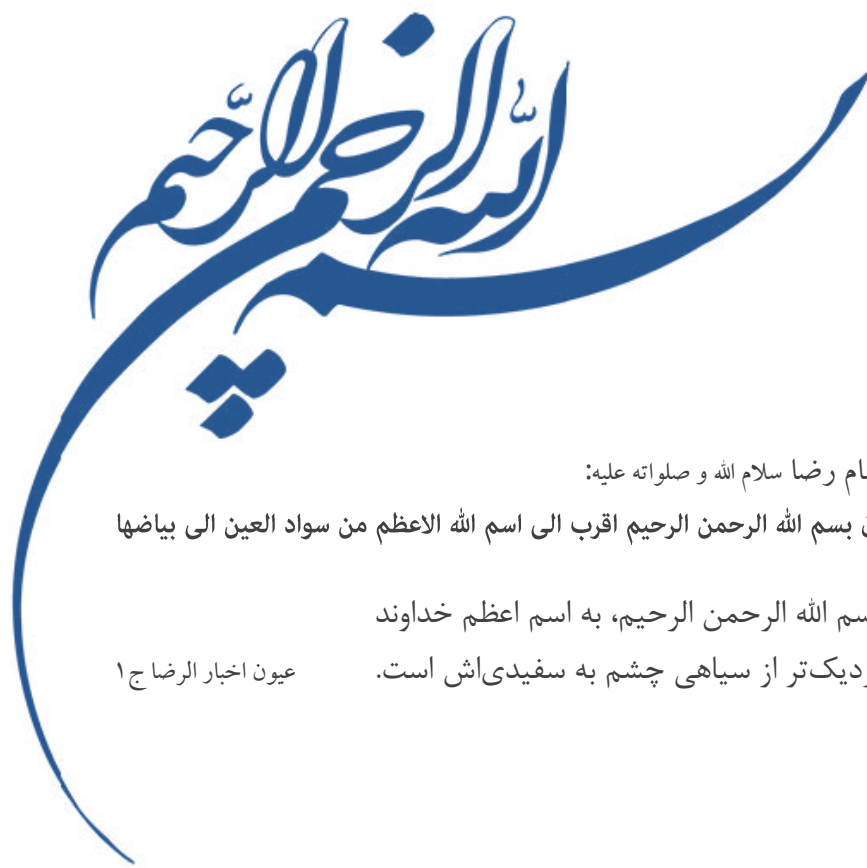 بسم الله الرحمن الرحیم
رضا سلام الله و صلواته علیه:
بسم الله الرحمن الرحیم اقرب الی اسم الله الاعظم من سواد العین الی بیاضها
الله الرحمن الرحیم، به اسم اعظم خداوند
از سیاهی چشم به سفیدی‌اش است. عیون اخبار الرضا ج۱